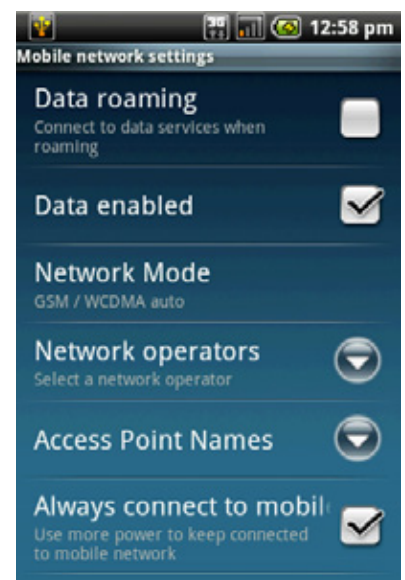 3G 12:58 pm
Mobile network settings
Data roaming
Connect to data services when
roaming
Data enabled
Network Mode
GSM / WCDMA auto
Network operators
Select a network operator
Access Point Names
Always connect to mobil
Use more power to keep connected
to mobile network